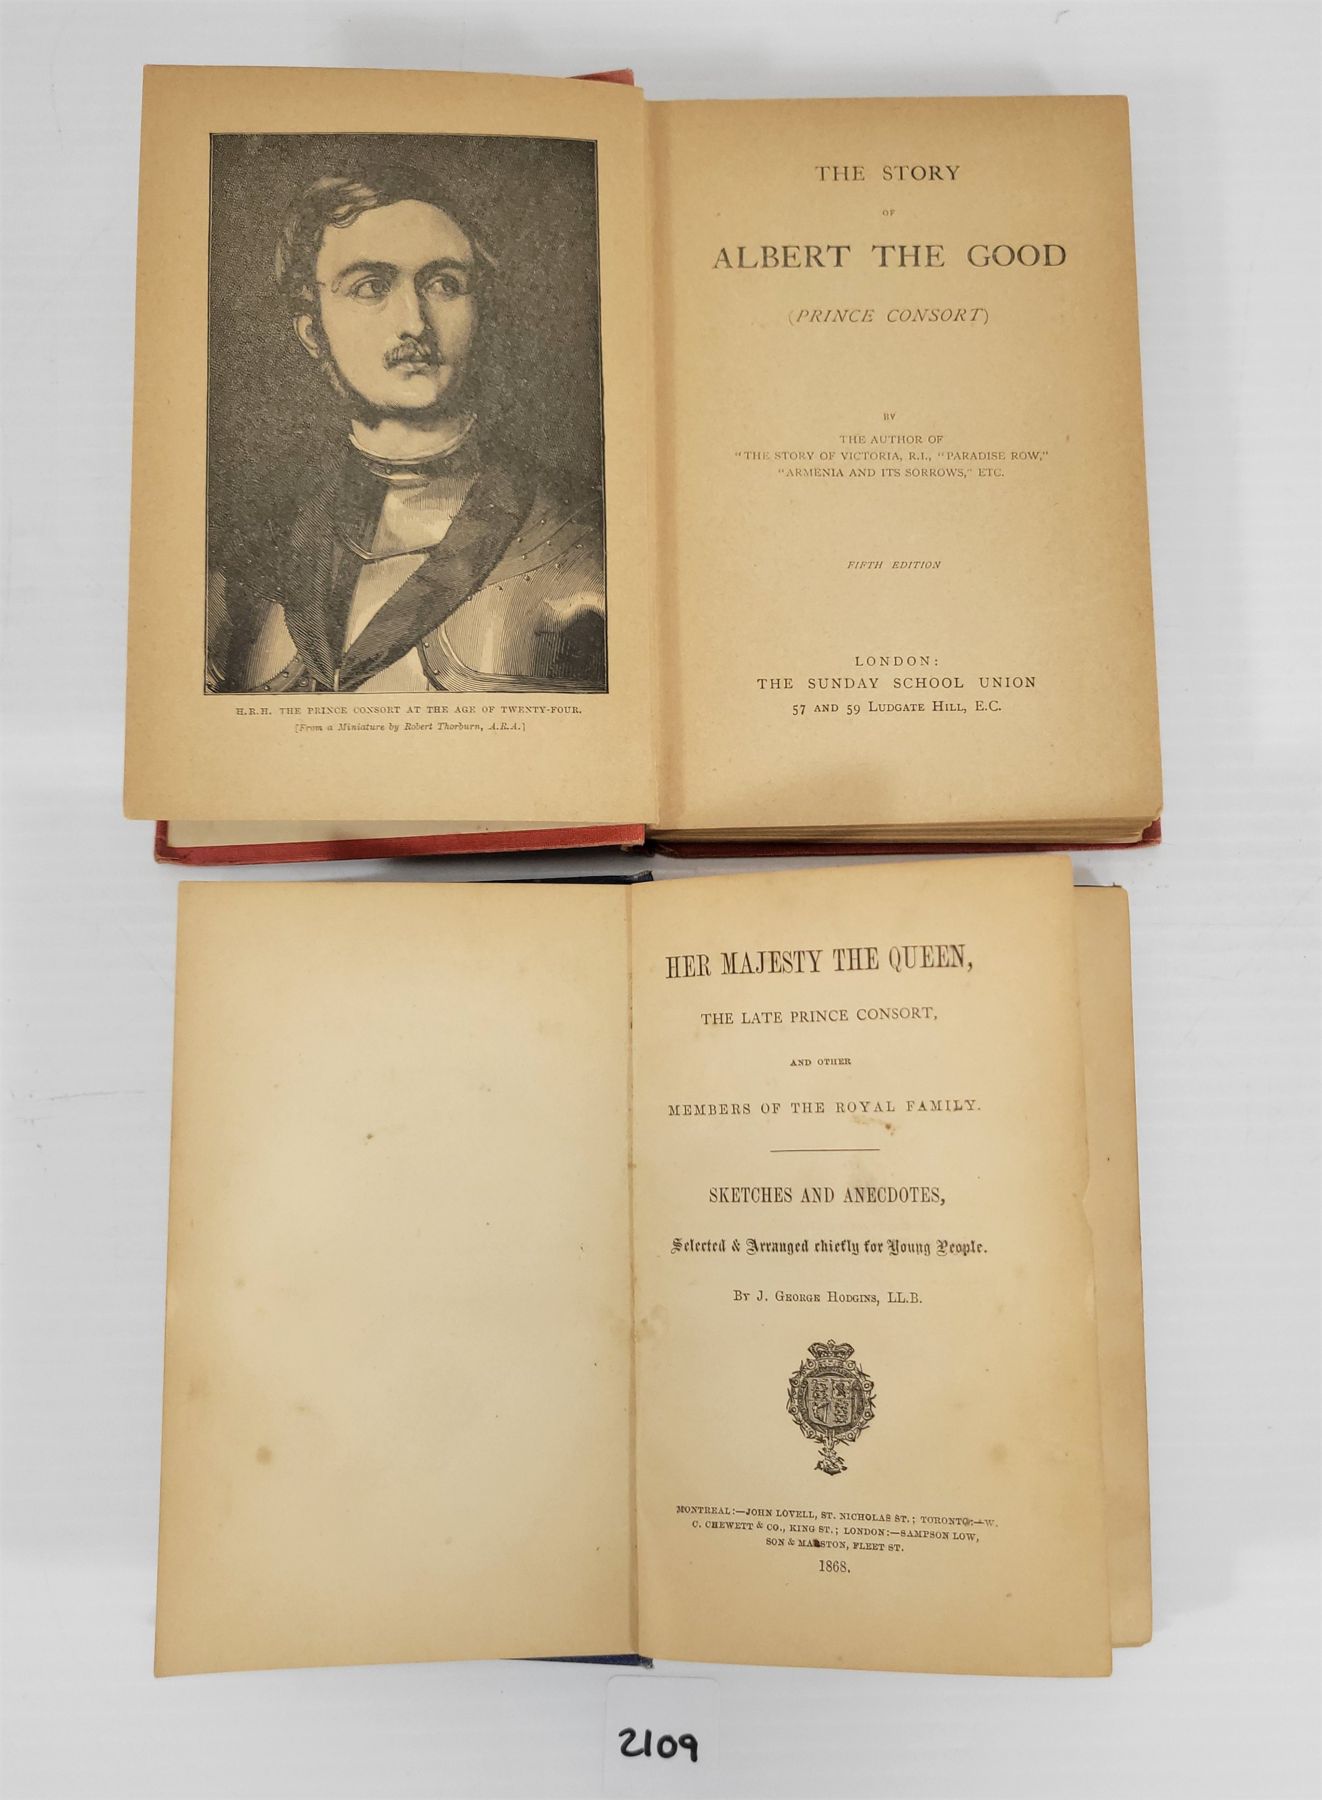 H.R.H. THE PRINCE CONSORT AT THE AGE OF TWENTY-FOUR.
[From a Miniature by Robert Thorburn, A.R.A.]
THE STORY
OF
ALBERT THE GOOD
(PRINCE CONSORT)
BY
THE AUTHOR OF
"THE STORY OF VICTORIA, R.I., "PARADISE ROW,"
"ARMENIA AND ITS SORROWS," ETC.
FIFTH EDITION
LONDON:
THE SUNDAY SCHOOL UNION
57 AND 59 LUDGATE HILL, E.C.
HER MAJESTY THE QUEEN,
THE LATE PRINCE CONSORT,
AND OTHER
MEMBERS OF THE ROYAL FAMILY.
SKETCHES AND ANECDOTES,
Selected & Arranged chiefly for Young People.
BY J. GEORGE HODGINS, LL.B.
MONTREAL:—JOHN LOVELL, ST. NICHOLAS ST.; TORONTO:—W.
C. CHEWETT & CO., KING ST.; LONDON:—SAMPSON LOW,
SON & MARSTON, FLEET ST.
1868.
2109